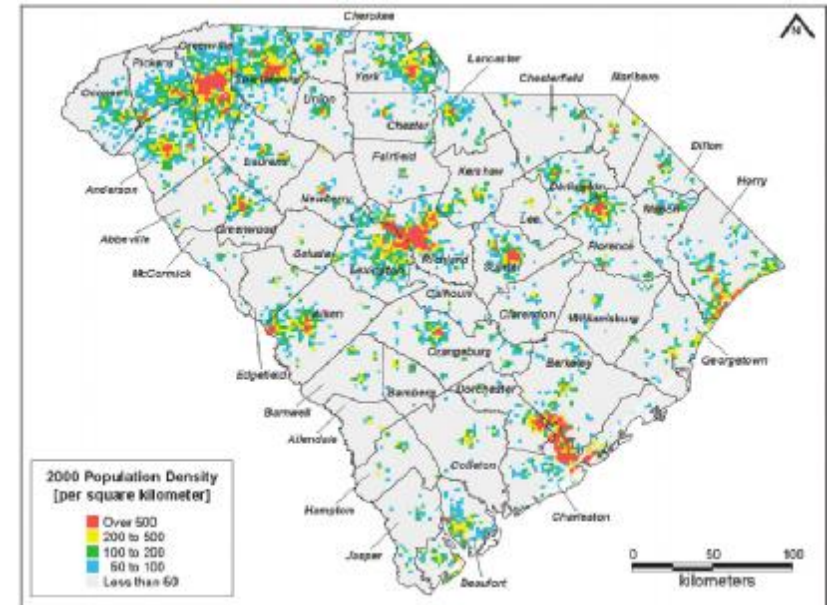 Cherokee
N
Greenville
Lancaster
Pickens
Chesterfield
Marlboro
York
Oconee
Union
Chester
Dillon
Fairfield
Laurens
Kershaw
Horry
Anderson
Darlington
Newberry
Marion
Lee
Abbeville
Greenwood
Florence
Saluda
Richland
Lexington
Sumter
McCormick
Calhoun
Clarendon
Williamsburg
Aiken
Orangeburg
Georgetown
Berkeley
Edgefield
Dorchester
Bamberg
Barnwell
Allendale
Colleton
Hampton
Charleston
Jasper
Beaufort
2000 Population Density
[per square kilometer]
Over 500
200 to 500
100 to 200
50 to 100
Less than 50
0 50 100
kilometers